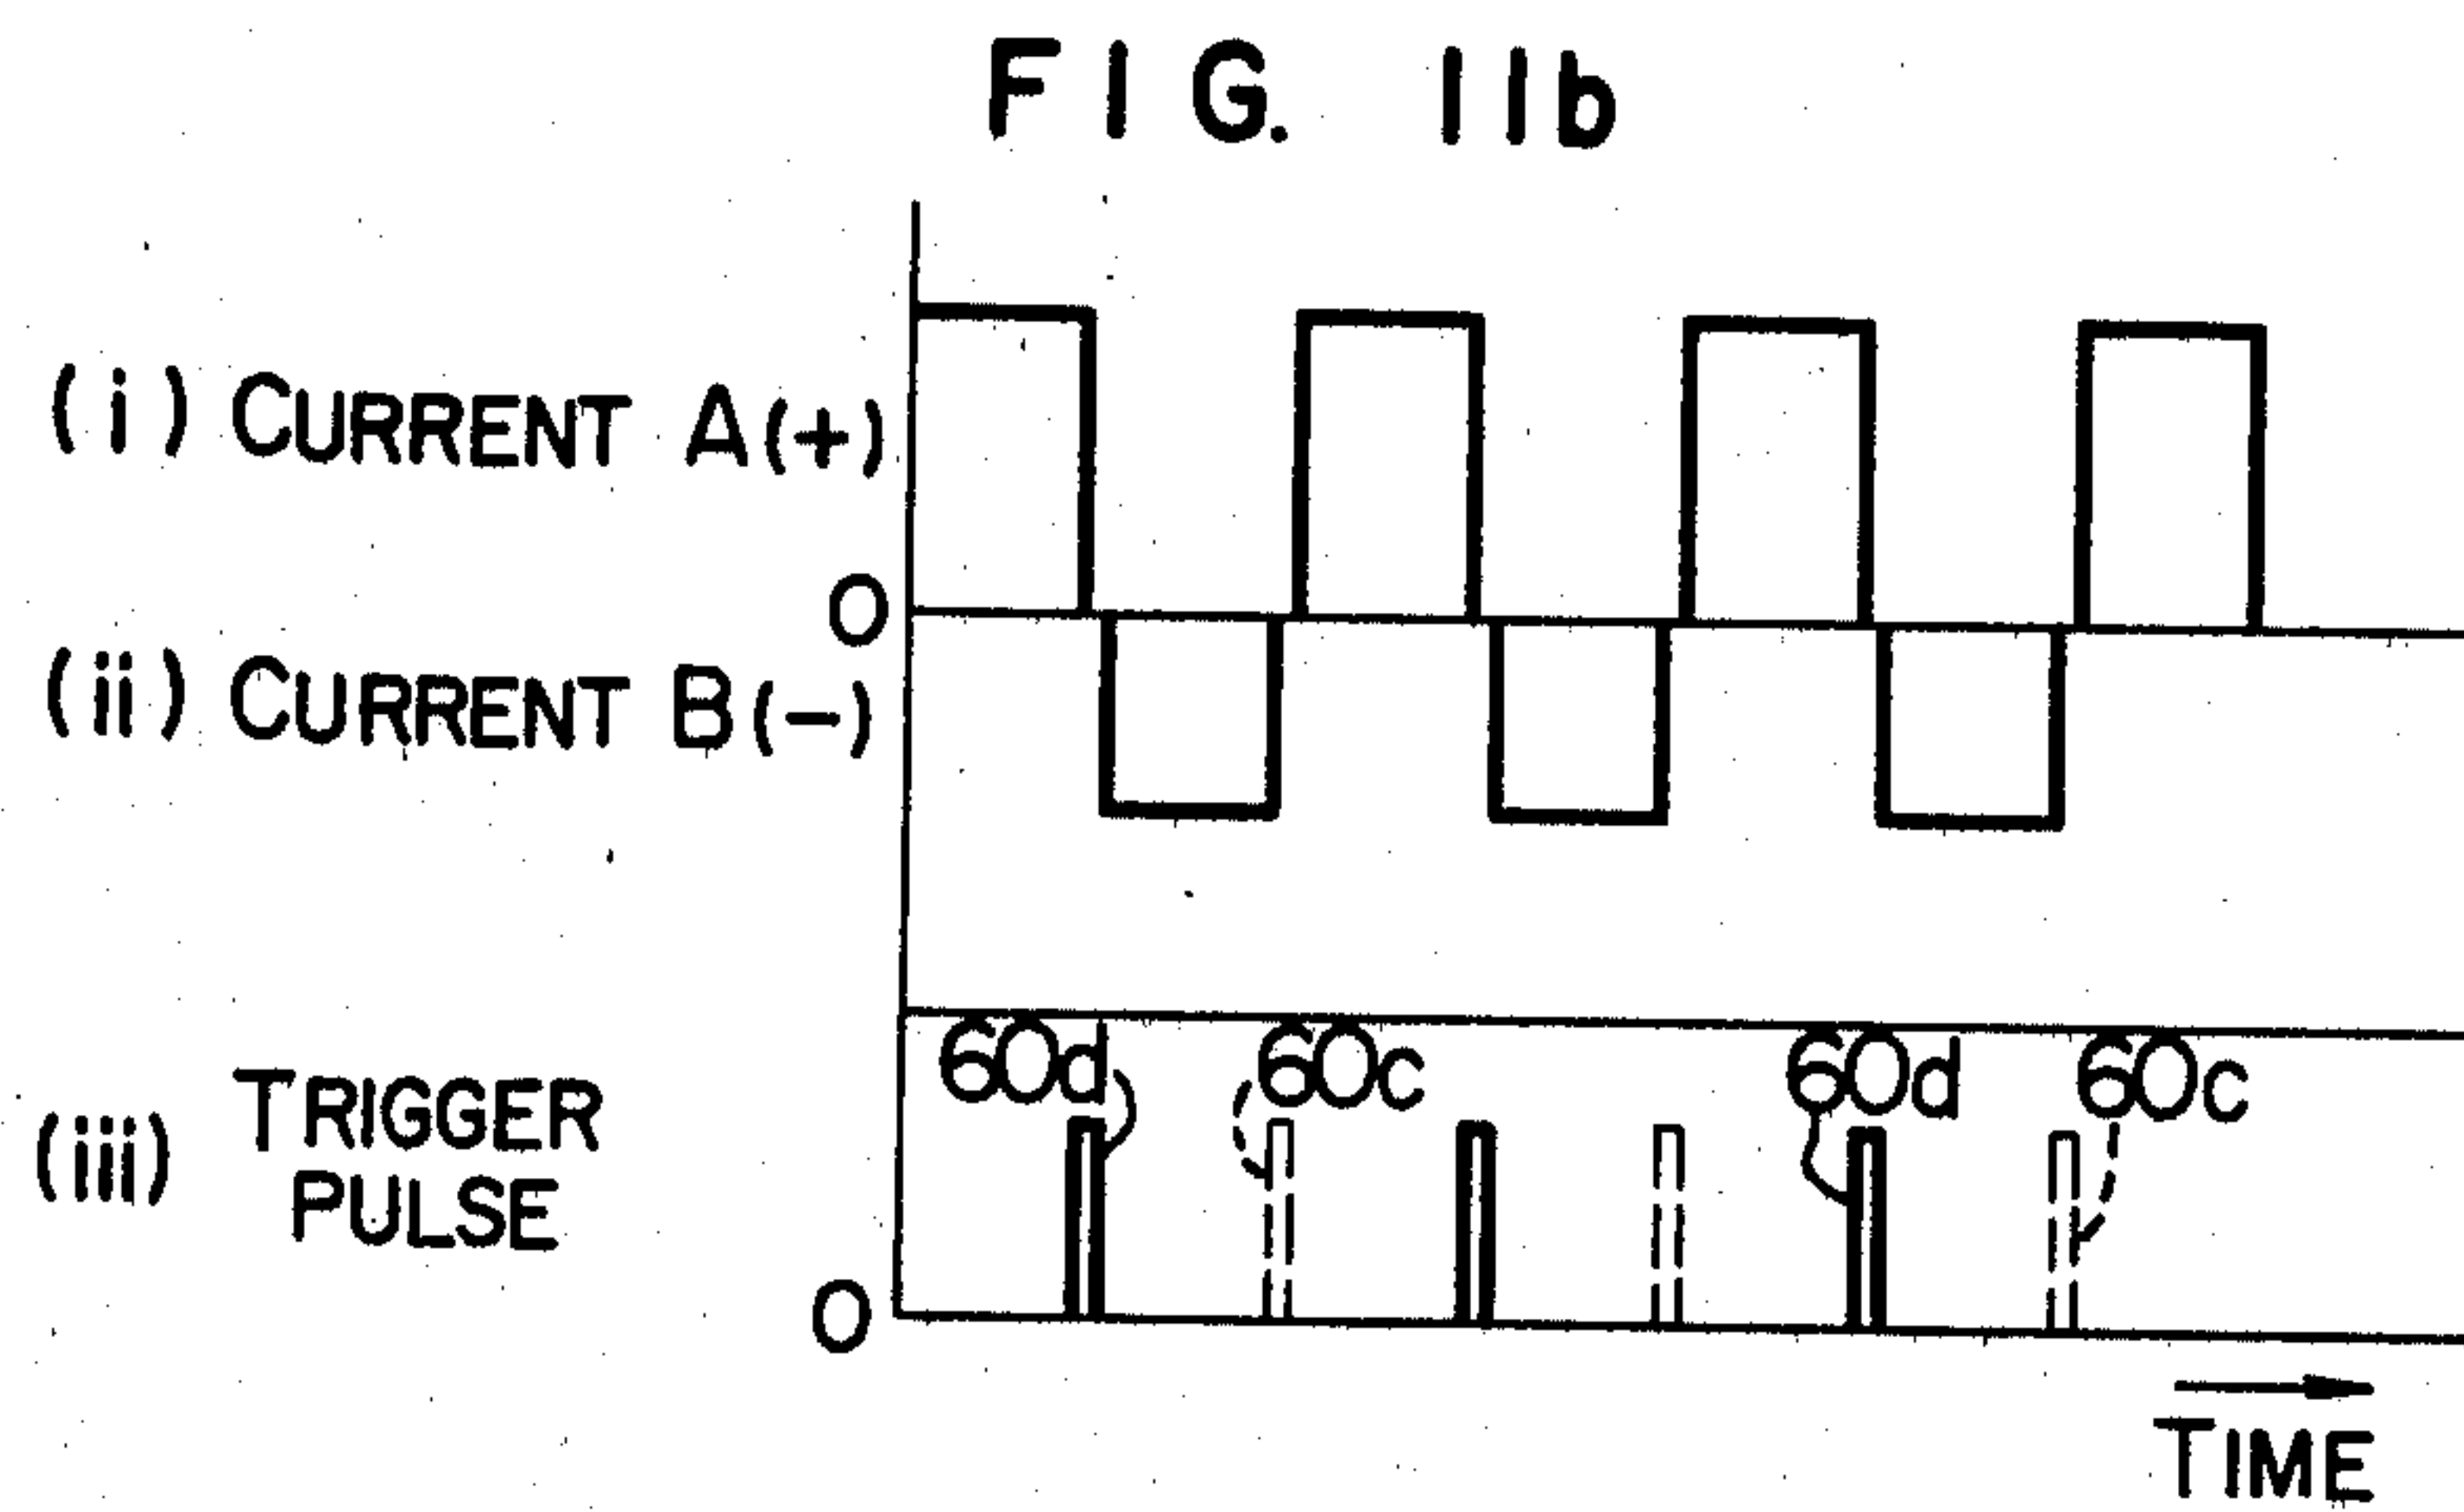 FIG. 11b
(i) CURRENT A(+)
0
(ii) CURRENT B(-)
60d 60c 60d 60c
(iii) TRIGGER
PULSE
0
TIME